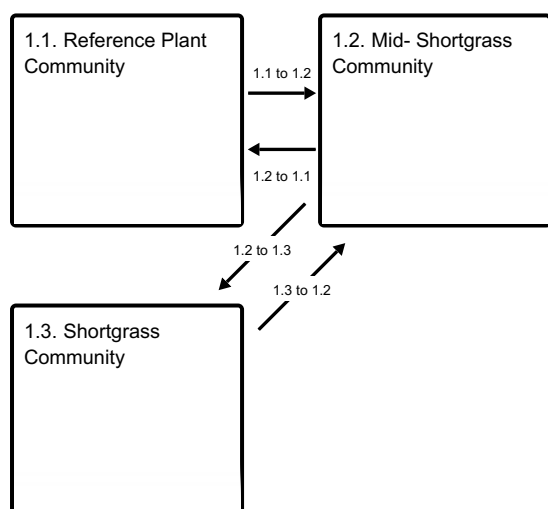 1.1. Reference Plant
Community
1.2. Mid- Shortgrass
Community
1.1 to 1.2
1.2 to 1.1
1.2 to 1.3
1.3 to 1.2
1.3. Shortgrass
Community